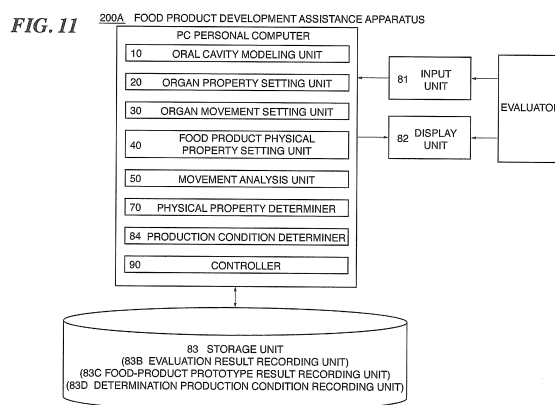 FIG. 11
200A FOOD PRODUCT DEVELOPMENT ASSISTANCE APPARATUS
PC PERSONAL COMPUTER
10 ORAL CAVITY MODELING UNIT
20 ORGAN PROPERTY SETTING UNIT
30 ORGAN MOVEMENT SETTING UNIT
40 FOOD PRODUCT PHYSICAL
PROPERTY SETTING UNIT
50 MOVEMENT ANALYSIS UNIT
70 PHYSICAL PROPERTY DETERMINER
84 PRODUCTION CONDITION DETERMINER
90 CONTROLLER
81 INPUT
UNIT
82 DISPLAY
UNIT
EVALUATOR
83 STORAGE UNIT
(83B EVALUATION RESULT RECORDING UNIT)
(83C FOOD-PRODUCT PROTOTYPE RESULT RECORDING UNIT)
(83D DETERMINATION PRODUCTION CONDITION RECORDING UNIT)